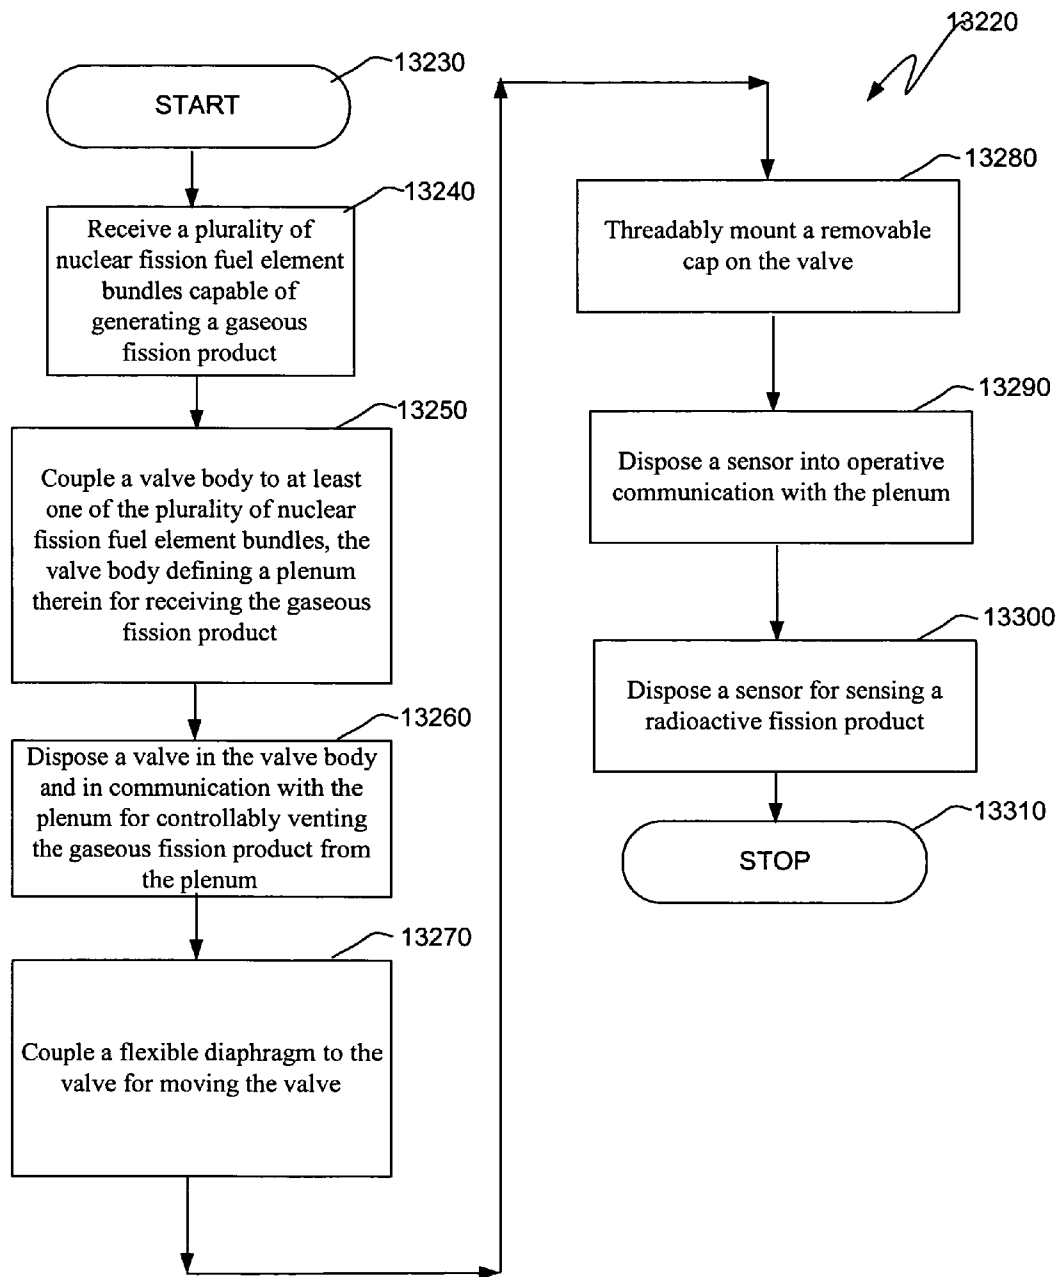 13220
13230
START
13240
Receive a plurality of
nuclear fission fuel element
bundles capable of
generating a gaseous
fission product
13250
Couple a valve body to at least
one of the plurality of nuclear
fission fuel element bundles, the
valve body defining a plenum
therein for receiving the gaseous
fission product
13260
Dispose a valve in the valve body
and in communication with the
plenum for controllably venting
the gaseous fission product from
the plenum
13270
Couple a flexible diaphragm to the
valve for moving the valve
13280
Threadably mount a removable
cap on the valve
13290
Dispose a sensor into operative
communication with the plenum
13300
Dispose a sensor for sensing a
radioactive fission product
13310
STOP